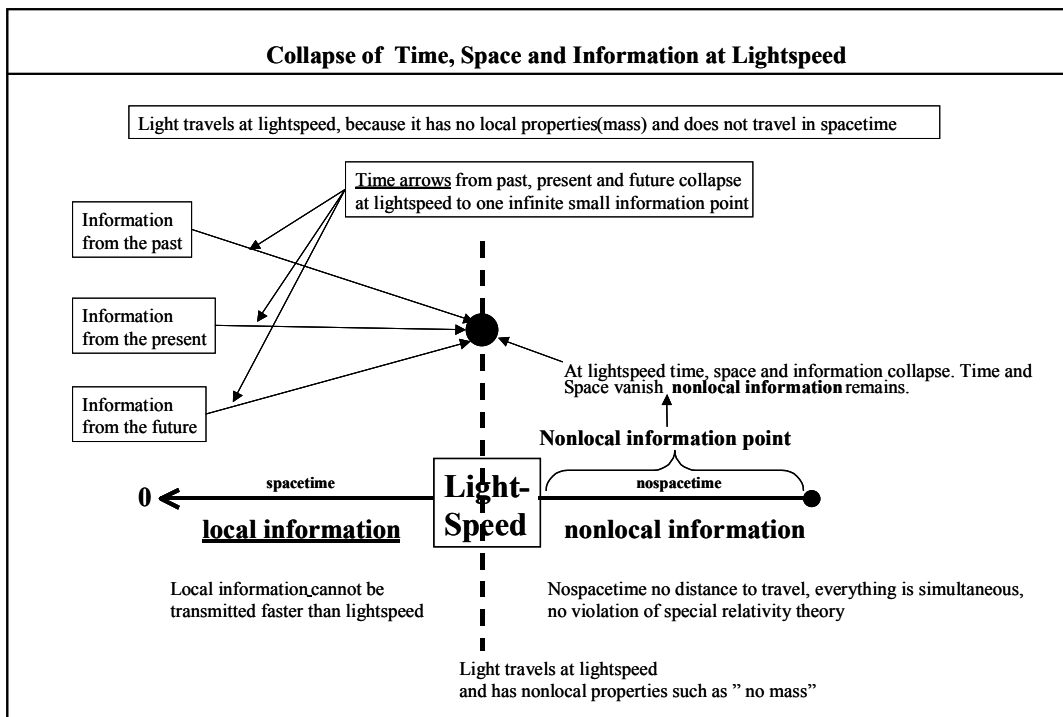 Collapse of Time, Space and Information at Lightspeed
Light travels at lightspeed, because it has no local properties(mass) and does not travel in spacetime
Time arrows from past, present and future collapse
at lightspeed to one infinite small information point
Information
from the past
Information
from the present
Information
from the future
At lightspeed time, space and information collapse. Time and
Space vanish nonlocal information remains.
Nonlocal information point
0
spacetime
Light-
Speed
nospacetime
local information
nonlocal information
Local information cannot be
transmitted faster than lightspeed
Nospacetime no distance to travel, everything is simultaneous,
no violation of special relativity theory
Light travels at lightspeed
and has nonlocal properties such as ” no mass”